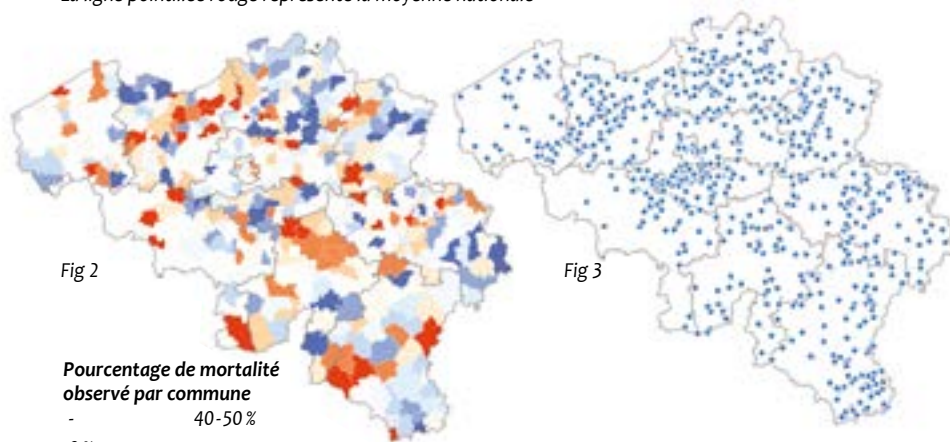 La ligne pointillée rouge représente la moyenne nationale
Fig 2
Fig 3
Pourcentage de mortalité
observé par commune
- 40-50 %